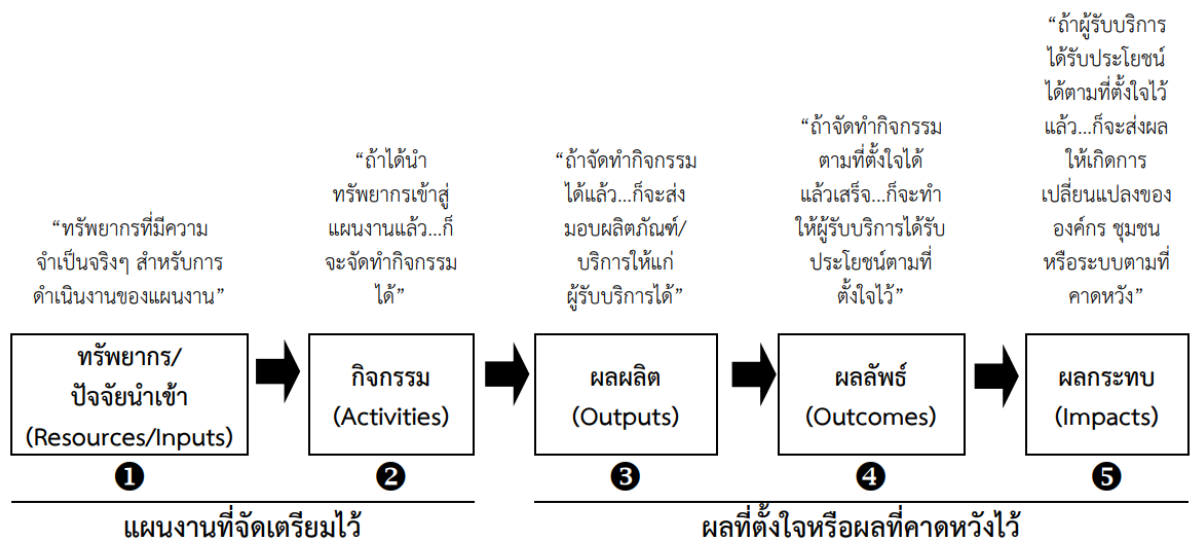 “ทรัพยากรที่มีความ
จำเป็นจริงๆ สำหรับการ
ดำเนินงานของแผนงาน”
ทรัพยากร/
ปัจจัยนำเข้า
(Resources/Inputs)
❶
“ถ้าได้นำ
ทรัพยากรเข้าสู่
แผนงานแล้ว...ก็
จะจัดทำกิจกรรม
ได้”
กิจกรรม
(Activities)
❷
“ถ้าจัดทำกิจกรรม
ได้แล้ว...ก็จะส่ง
มอบผลิตภัณฑ์/
บริการให้แก่
ผู้รับบริการได้”
ผลผลิต
(Outputs)
❸
“ถ้าจัดทำกิจกรรม
ตามที่ตั้งใจได้
แล้วเสร็จ...ก็จะทำ
ให้ผู้รับบริการได้รับ
ประโยชน์ตามที่
ตั้งใจไว้”
ผลลัพธ์
(Outcomes)
❹
“ถ้าผู้รับบริการ
ได้รับประโยชน์
ได้ตามที่ตั้งใจไว้
แล้ว...ก็จะส่งผล
ให้เกิดการ
เปลี่ยนแปลงของ
องค์กร ชุมชน
หรือระบบตามที่
คาดหวัง”
ผลกระทบ
(Impacts)
❺
แผนงานที่จัดเตรียมไว้
ผลที่ตั้งใจหรือผลที่คาดหวังไว้